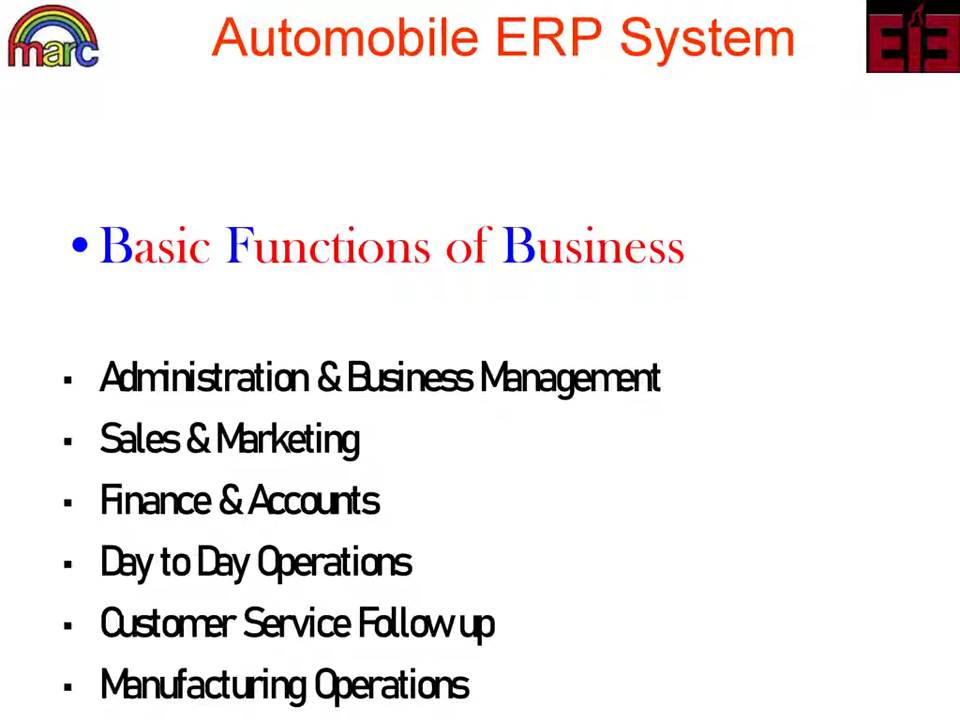 marc
Automobile ERP System
• Basic Functions of Business
▪ Administration & Business Management
▪ Sales & Marketing
▪ Finance & Accounts
▪ Day to Day Operations
▪ Customer Service Follow up
▪ Manufacturing Operations